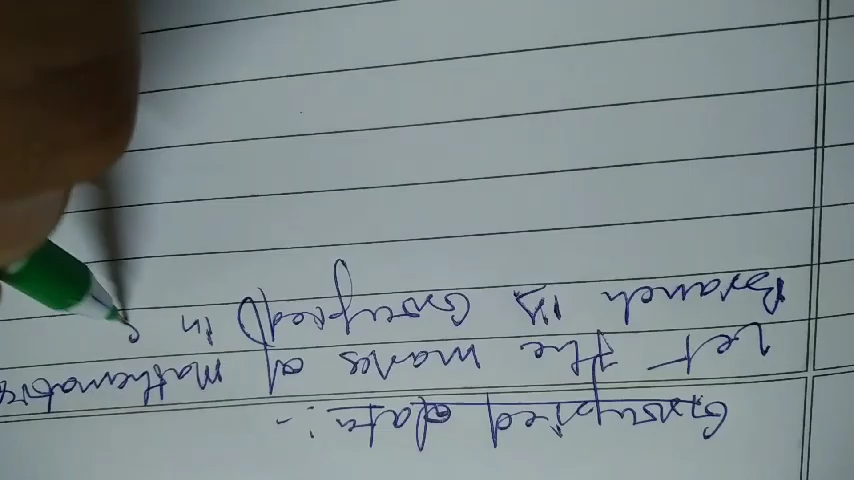 Grouped data :-
Let the marks of Mathematics
Branch is Grouped in